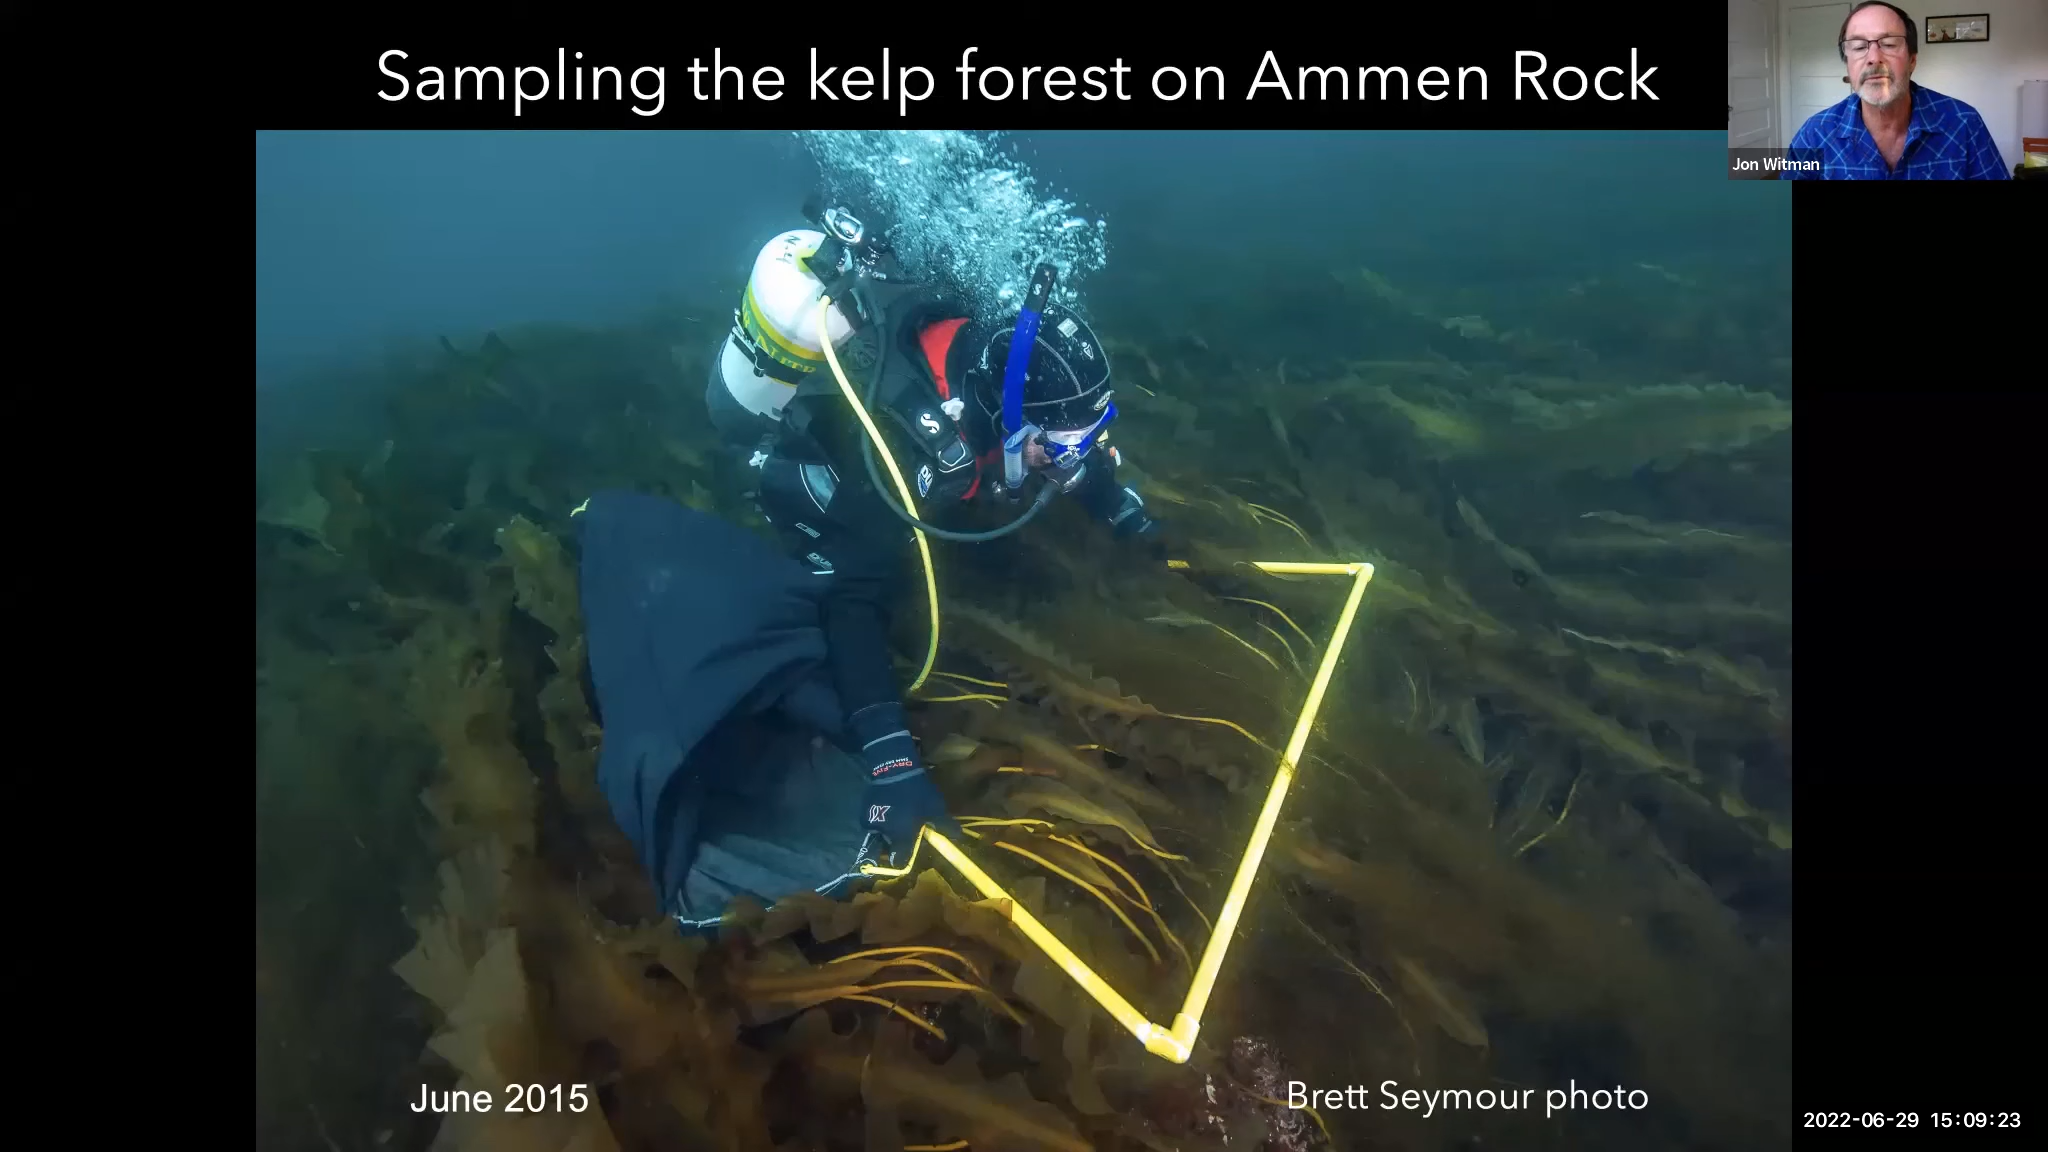 Sampling the kelp forest on Ammen Rock
Jon Witman
N-4
June 2015
Brett Seymour photo
2022-06-29 15:09:23